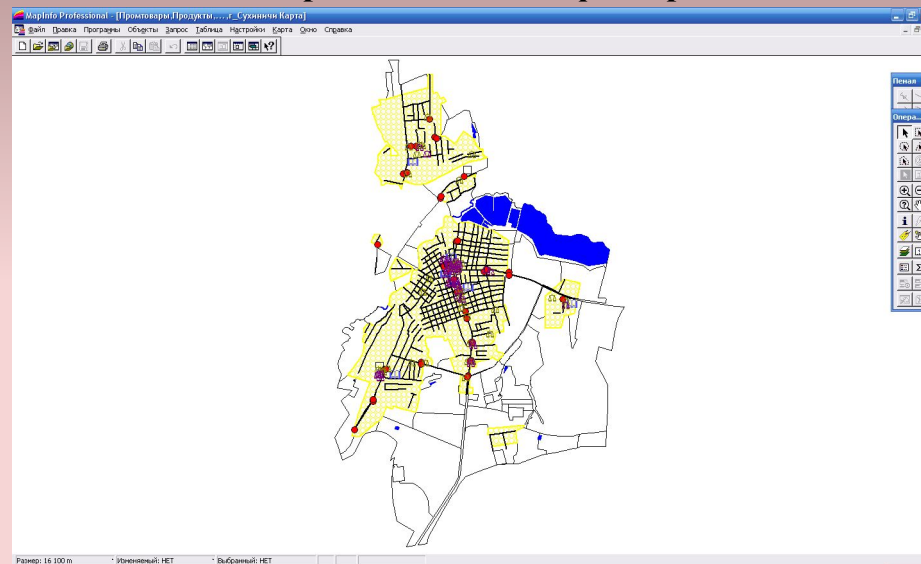 MapInfo Professional - [Промтовары,Продукты,...,г_Сухиничи Карта]
Файл Правка Программы Объекты Запрос Таблица Настройки Карта Окно Справка
Пенал
Опера...
Размер: 16 100 m Изменяемый: НЕТ Выбранный: НЕТ